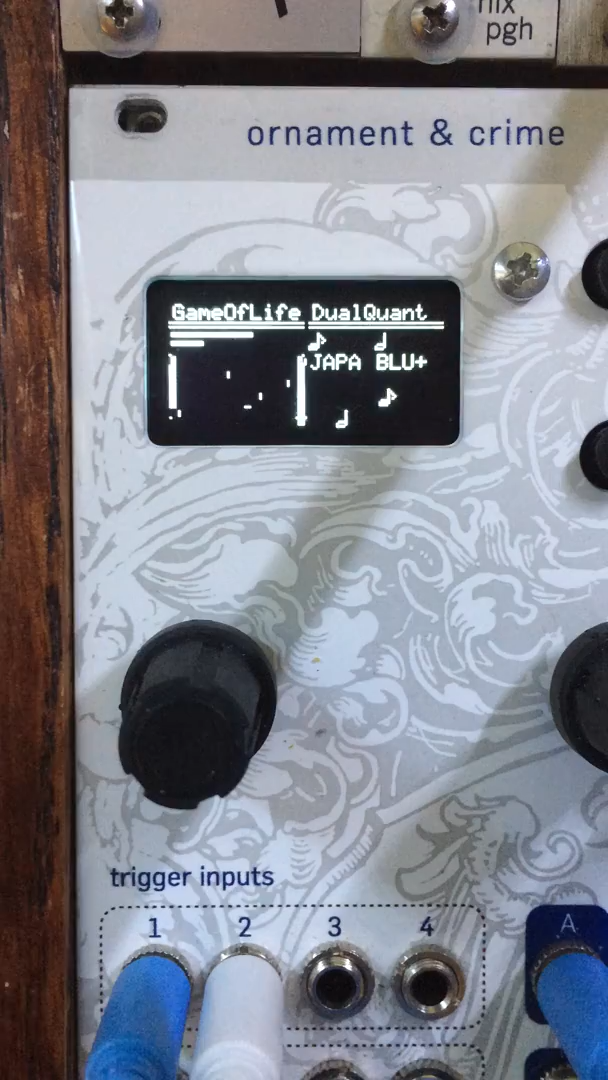 nlx
pgh
ornament & crime
GameOfLife DualQuant
JAPA BLU+
trigger inputs
1 2 3 4
A